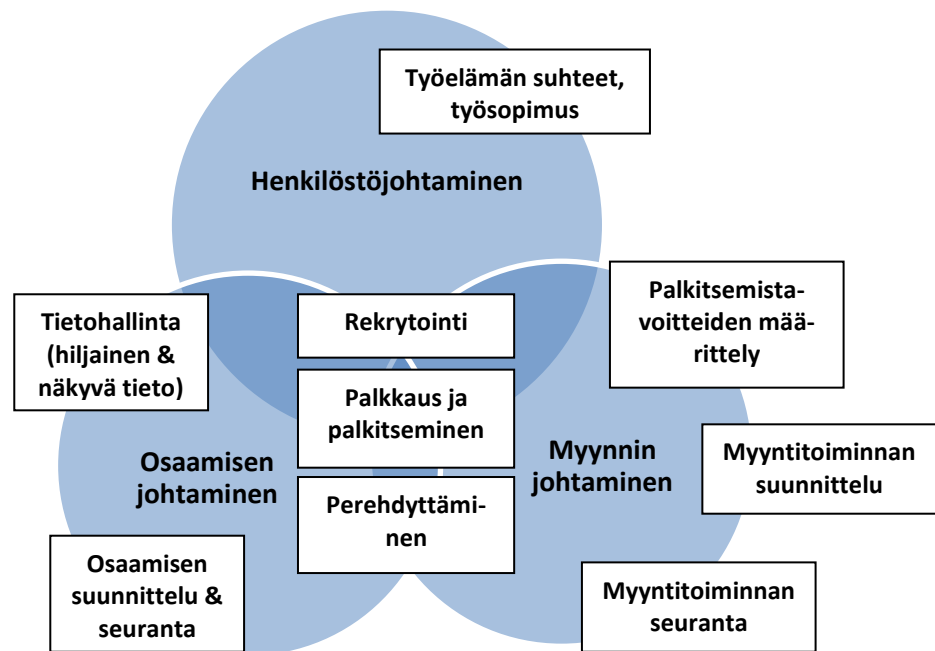 Työelämän suhteet,
työsopimus
Henkilöstöjohtaminen
Palkitsemista-
voitteiden mää-
rittely
Tietohallinta
(hiljainen &
näkyvä tieto)
Rekrytointi
Palkkaus ja
palkitseminen
Osaamisen
johtaminen
Myynnin
johtaminen
Myyntitoiminnan
suunnittelu
Perehdyttämi-
nen
Osaamisen
suunnittelu &
seuranta
Myyntitoiminnan
seuranta